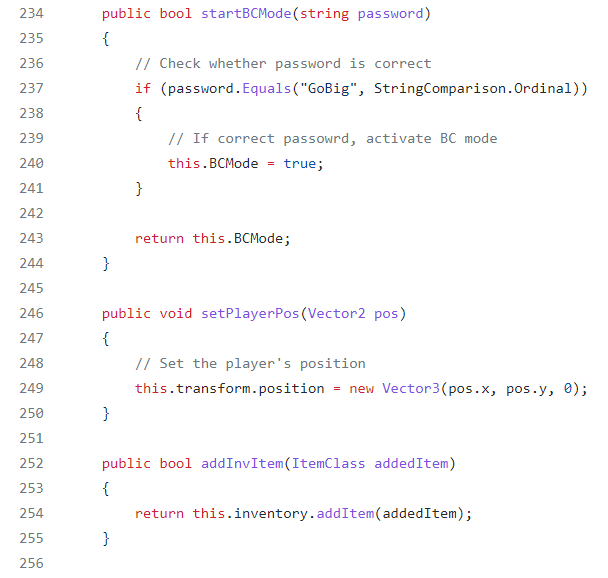 234 public bool startBCMode(string password)
235 {
236 // Check whether password is correct
237 if (password.Equals("GoBig", StringComparison.Ordinal))
238 {
239 // If correct passowrd, activate BC mode
240 this.BCMode = true;
241 }
242
243 return this.BCMode;
244 }
245
246 public void setPlayerPos(Vector2 pos)
247 {
248 // Set the player's position
249 this.transform.position = new Vector3(pos.x, pos.y, 0);
250 }
251
252 public bool addInvItem(ItemClass addedItem)
253 {
254 return this.inventory.addItem(addedItem);
255 }
256